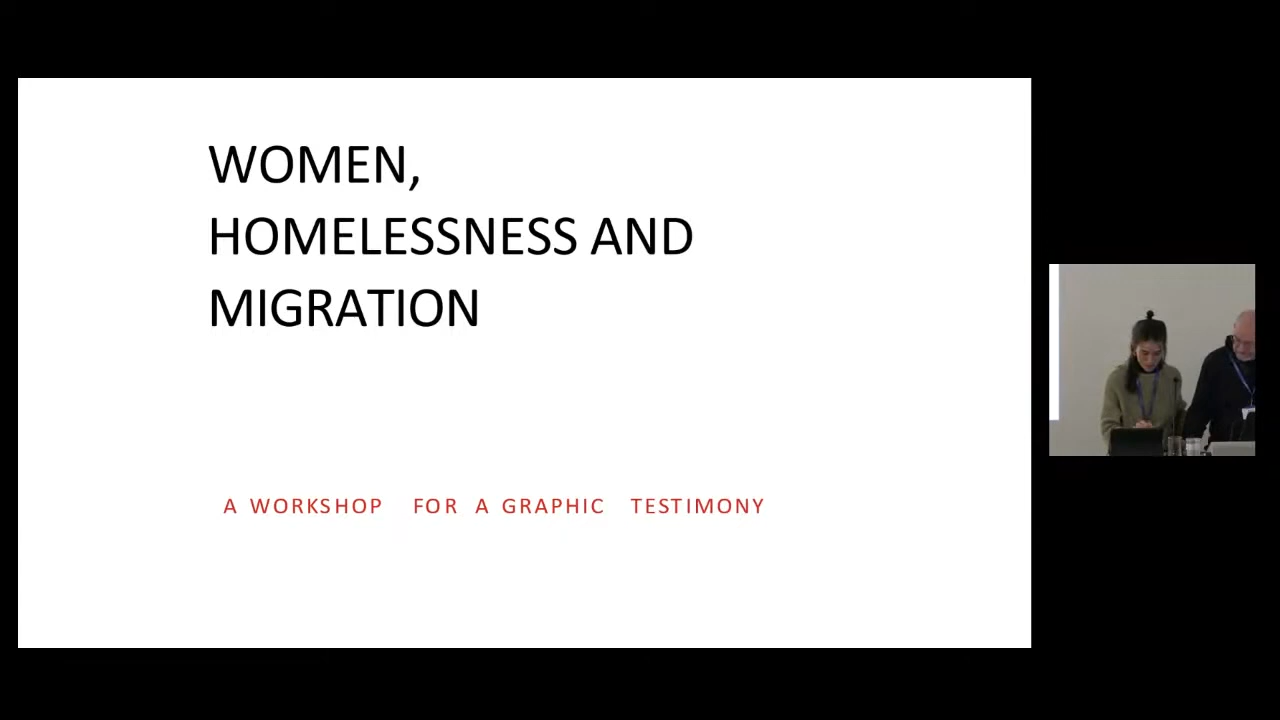 WOMEN,
HOMELESSNESS AND
MIGRATION
A WORKSHOP FOR A GRAPHIC TESTIMONY